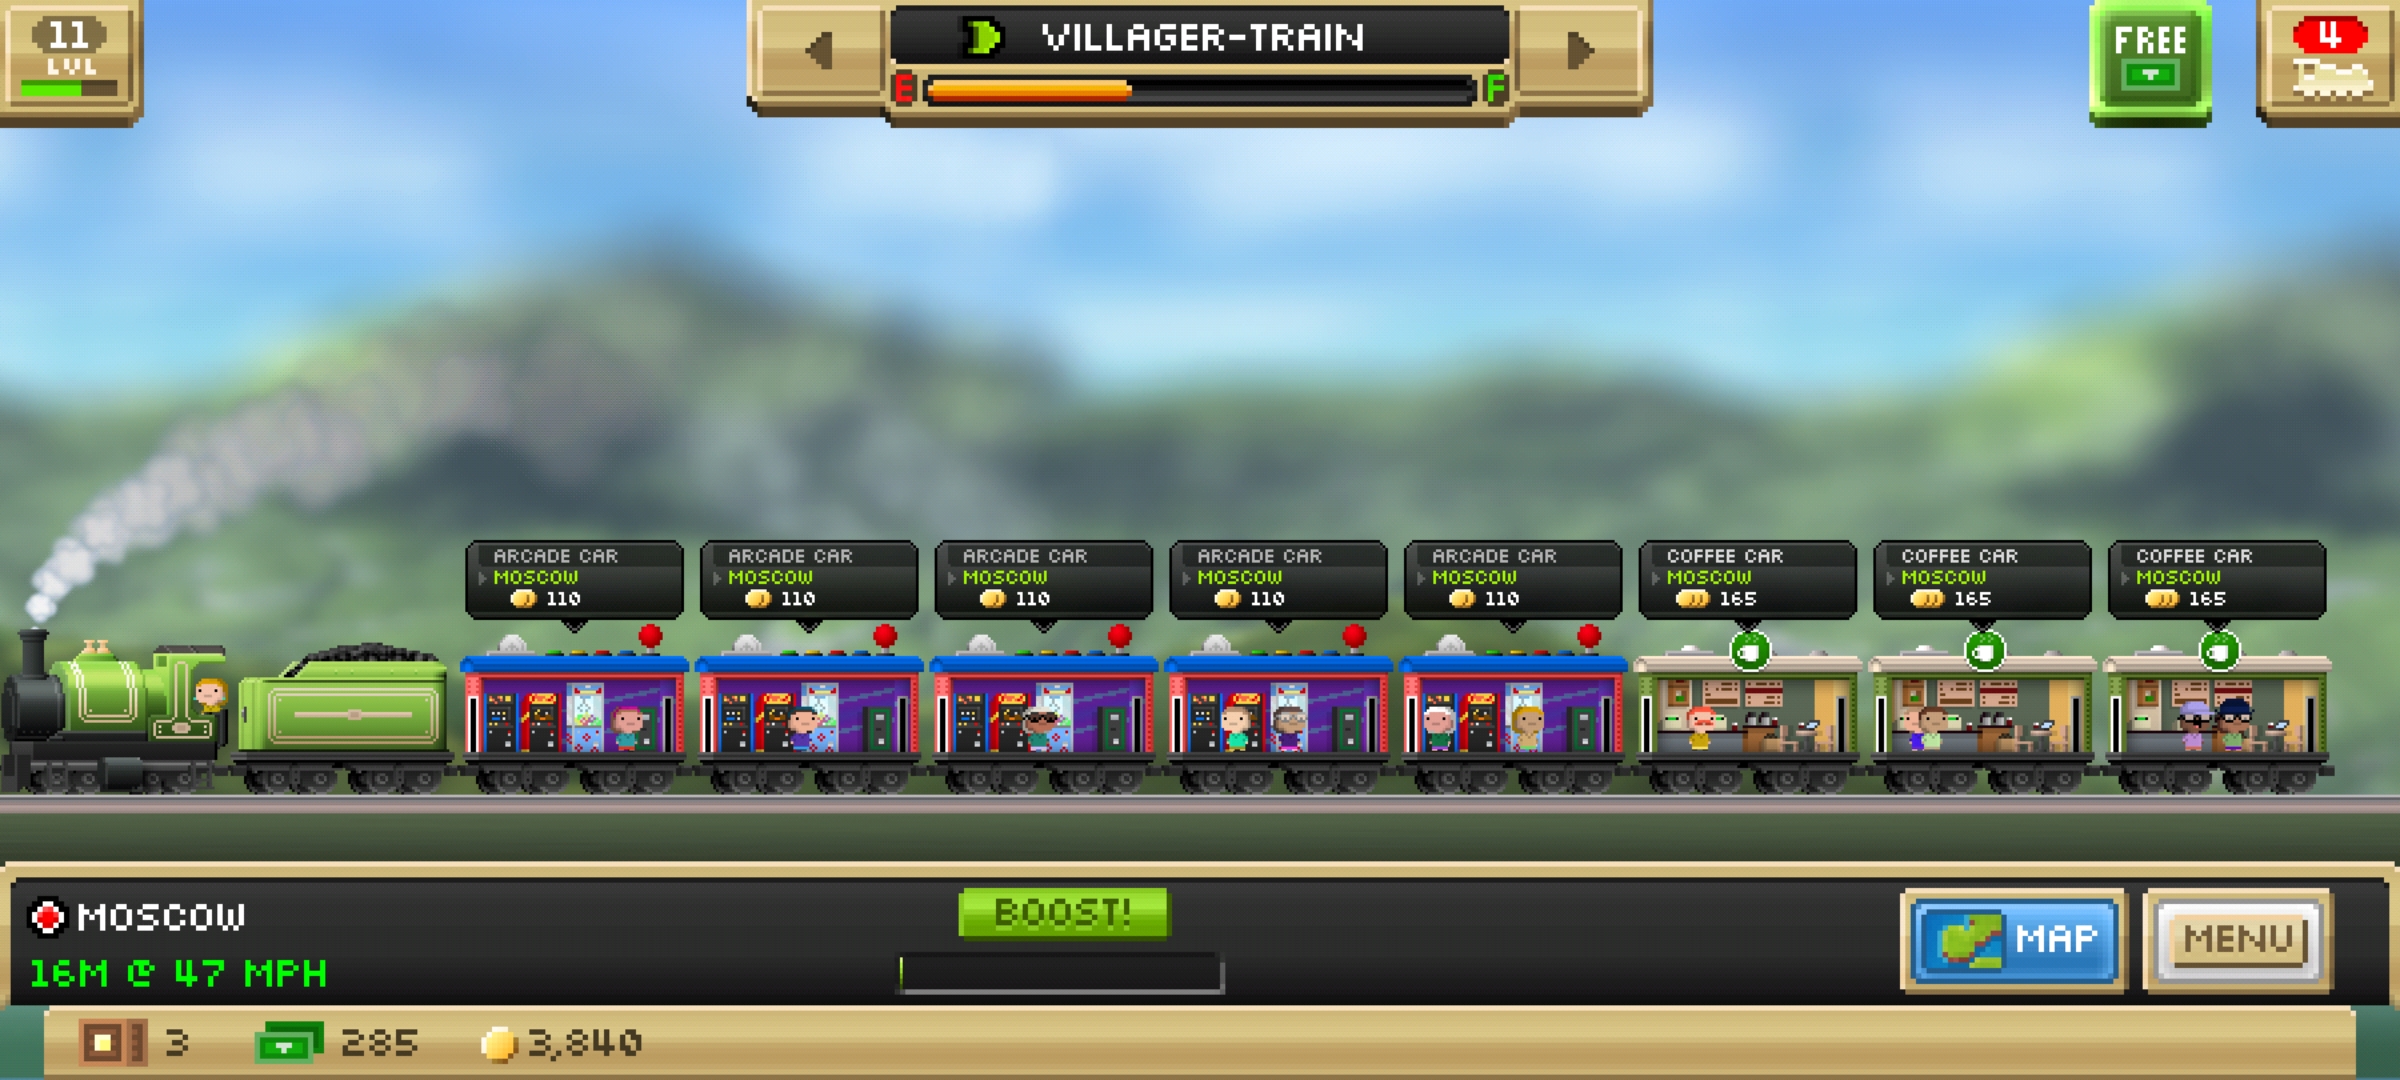 11
LVL
VILLAGER-TRAIN
E F
FREE
4
ARCADE CAR
MOSCOW
110
ARCADE CAR
MOSCOW
110
ARCADE CAR
MOSCOW
110
ARCADE CAR
MOSCOW
110
ARCADE CAR
MOSCOW
110
COFFEE CAR
MOSCOW
165
COFFEE CAR
MOSCOW
165
COFFEE CAR
MOSCOW
165
MOSCOW
16M @ 47 MPH
BOOST!
MAP
MENU
3
285
3,840